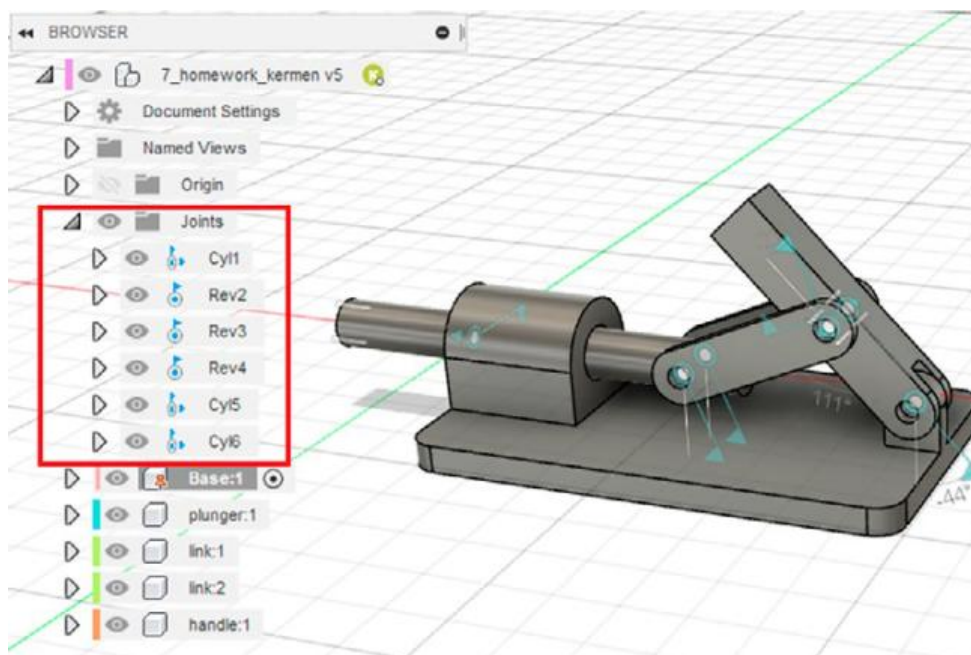 BROWSER
7_homework_kermen v5
Document Settings
Named Views
Origin
Joints
Cyl1
Rev2
Rev3
Rev4
Cyl5
Cyl6
Base:1
plunger:1
link:1
link:2
handle:1
111°
-44°